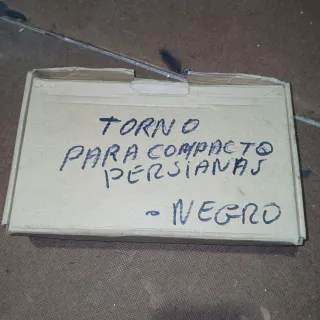 TORNO
PARA COMPACTO
PERSIANAS
- NEGRO